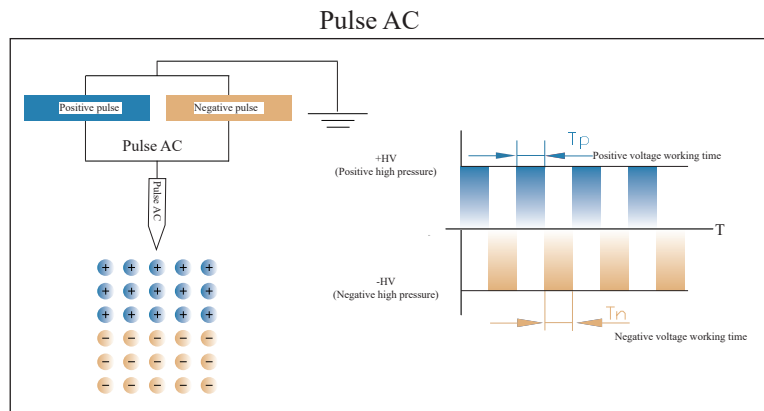 Pulse AC
Positive pulse
Negative pulse
Pulse AC
Pulse AC
+ + + + +
+ + + + +
+ + + + +
− − − − −
− − − − −
− − − − −
Tp
+HV
(Positive high pressure)
Positive voltage working time
T
-HV
(Negative high pressure)
Tn
Negative voltage working time